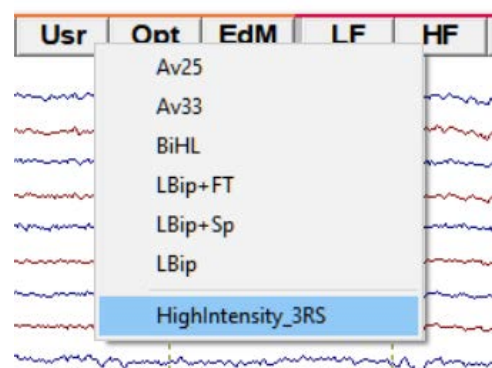 Usr Opt EdM LF HF
Av25
Av33
BiHL
LBip+FT
LBip+Sp
LBip
HighIntensity_3RS